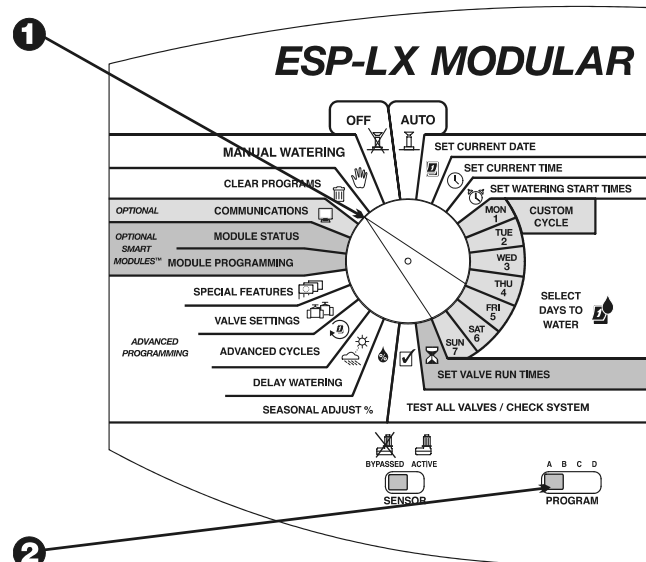 1
ESP-LX MODULAR
OFF
AUTO
MANUAL WATERING
CLEAR PROGRAMS
OPTIONAL
COMMUNICATIONS
OPTIONAL
SMART
MODULES™
MODULE STATUS
MODULE PROGRAMMING
SPECIAL FEATURES
VALVE SETTINGS
ADVANCED
PROGRAMMING
ADVANCED CYCLES
DELAY WATERING
SEASONAL ADJUST %
SET CURRENT DATE
SET CURRENT TIME
SET WATERING START TIMES
MON
1
CUSTOM
CYCLE
TUE
2
WED
3
THU
4
FRI
5
SAT
6
SUN
7
SELECT
DAYS TO
WATER
SET VALVE RUN TIMES
TEST ALL VALVES / CHECK SYSTEM
BYPASSED ACTIVE
SENSOR
A B C D
PROGRAM
2